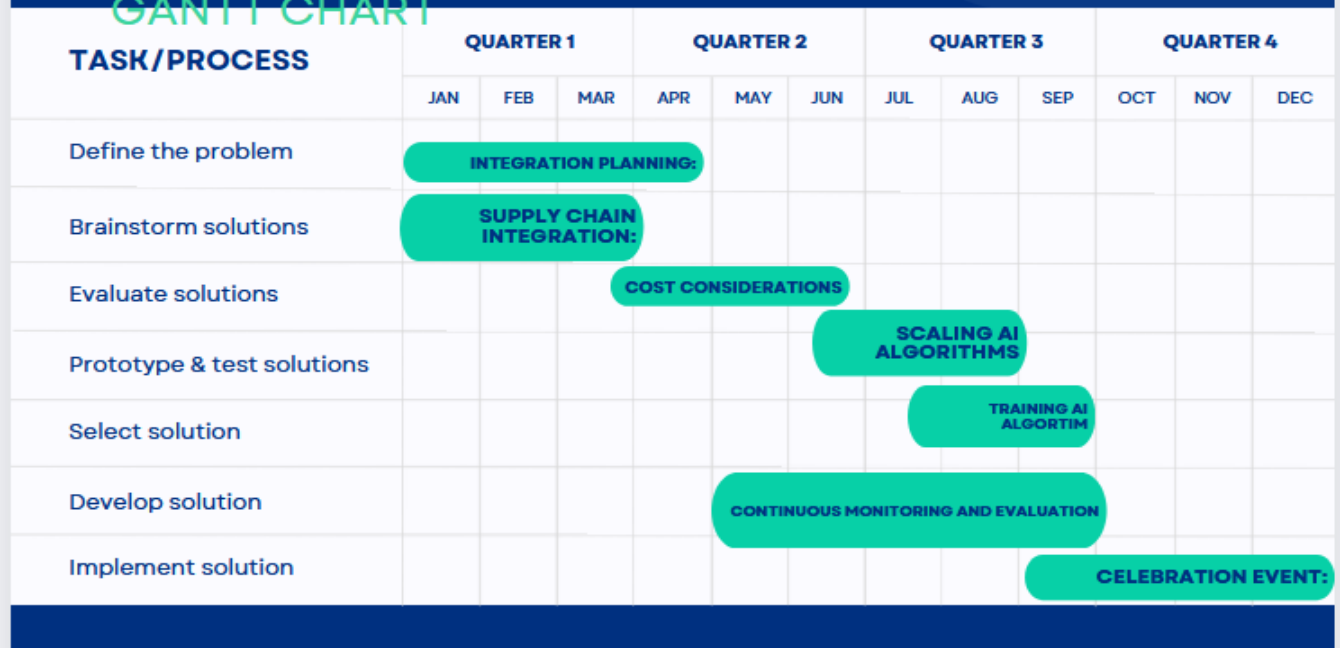 GANTT CHART
TASK/PROCESS
QUARTER 1 QUARTER 2 QUARTER 3 QUARTER 4
JAN FEB MAR APR MAY JUN JUL AUG SEP OCT NOV DEC
Define the problem
INTEGRATION PLANNING:
Brainstorm solutions
SUPPLY CHAIN
INTEGRATION:
Evaluate solutions
COST CONSIDERATIONS
Prototype & test solutions
SCALING AI
ALGORITHMS
Select solution
TRAINING AI
ALGORTIM
Develop solution
CONTINUOUS MONITORING AND EVALUATION
Implement solution
CELEBRATION EVENT: